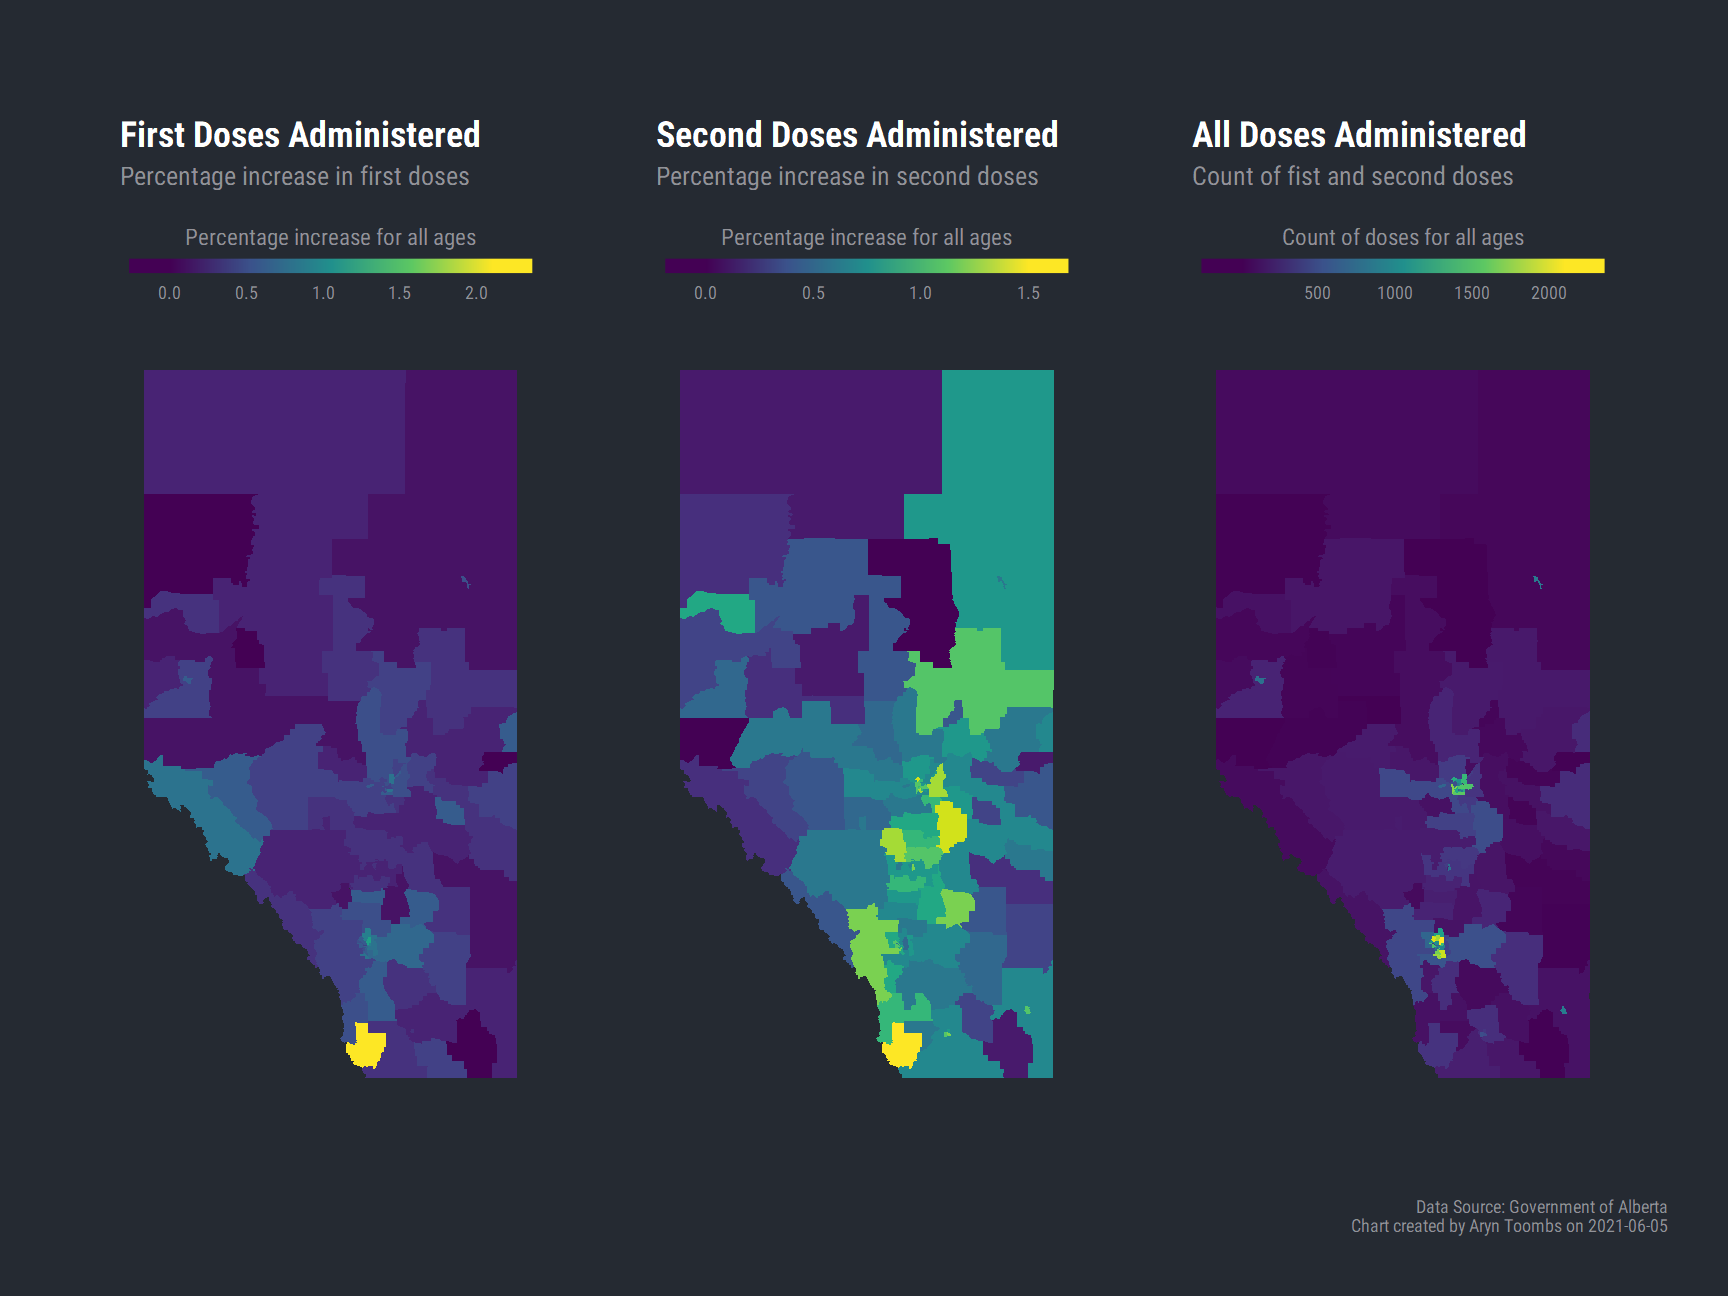 First Doses Administered
Percentage increase in first doses
Percentage increase for all ages
0.0 0.5 1.0 1.5 2.0
Second Doses Administered
Percentage increase in second doses
Percentage increase for all ages
0.0 0.5 1.0 1.5
All Doses Administered
Count of fist and second doses
Count of doses for all ages
500 1000 1500 2000
Data Source: Government of Alberta
Chart created by Aryn Toombs on 2021-06-05